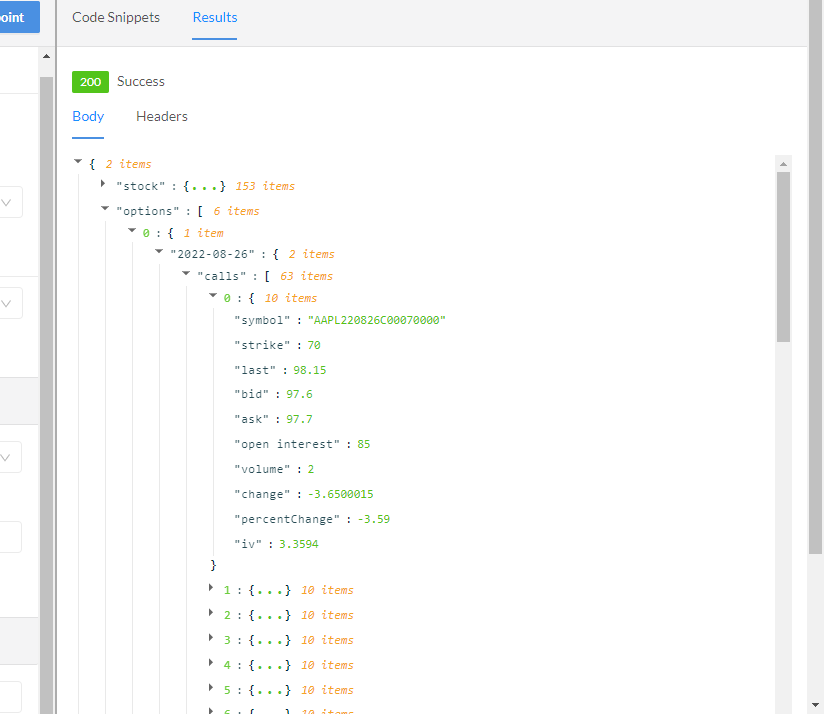 oint
Code Snippets Results
200 Success
Body Headers
{ 2 items
"stock" : {...} 153 items
"options" : [ 6 items
0 : { 1 item
"2022-08-26" : { 2 items
"calls" : [ 63 items
0 : { 10 items
"symbol" : "AAPL220826C00070000"
"strike" : 70
"last" : 98.15
"bid" : 97.6
"ask" : 97.7
"open interest" : 85
"volume" : 2
"change" : -3.6500015
"percentChange" : -3.59
"iv" : 3.3594
}
1 : {...} 10 items
2 : {...} 10 items
3 : {...} 10 items
4 : {...} 10 items
5 : {...} 10 items
6 : {...} 10 items